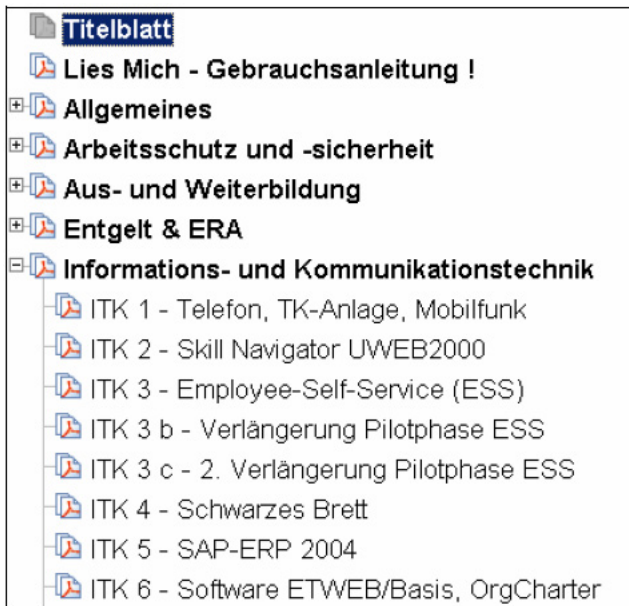 Titelblatt
Lies Mich - Gebrauchsanleitung !
Allgemeines
Arbeitsschutz und -sicherheit
Aus- und Weiterbildung
Entgelt & ERA
Informations- und Kommunikationstechnik
ITK 1 - Telefon, TK-Anlage, Mobilfunk
ITK 2 - Skill Navigator UWEB2000
ITK 3 - Employee-Self-Service (ESS)
ITK 3 b - Verlängerung Pilotphase ESS
ITK 3 c - 2. Verlängerung Pilotphase ESS
ITK 4 - Schwarzes Brett
ITK 5 - SAP-ERP 2004
ITK 6 - Software ETWEB/Basis, OrgCharter